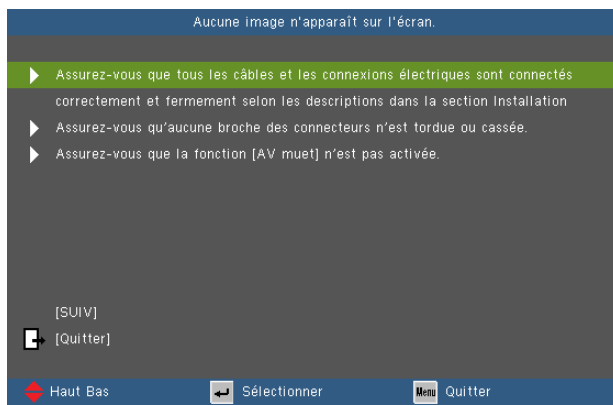 Aucune image n'apparaît sur l'écran.
Assurez-vous que tous les câbles et les connexions électriques sont connectés
correctement et fermement selon les descriptions dans la section Installation
Assurez-vous qu'aucune broche des connecteurs n'est tordue ou cassée.
Assurez-vous que la fonction [AV muet] n'est pas activée.
[SUIV]
[Quitter]
Haut Bas Sélectionner Menu Quitter